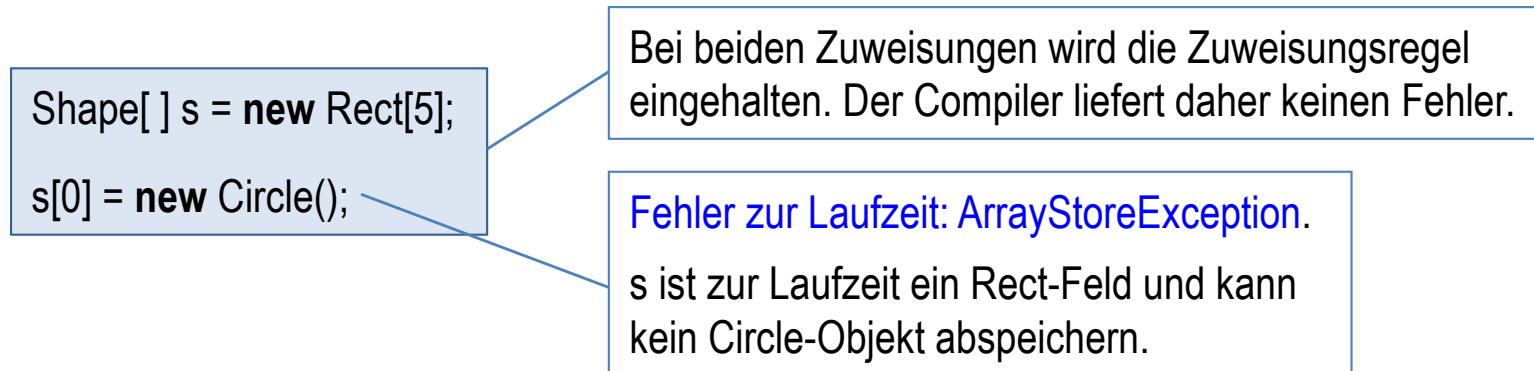 Shape[ ] s = new Rect[5];
s[0] = new Circle();
Bei beiden Zuweisungen wird die Zuweisungsregel
eingehalten. Der Compiler liefert daher keinen Fehler.
Fehler zur Laufzeit: ArrayStoreException.
s ist zur Laufzeit ein Rect-Feld und kann
kein Circle-Objekt abspeichern.